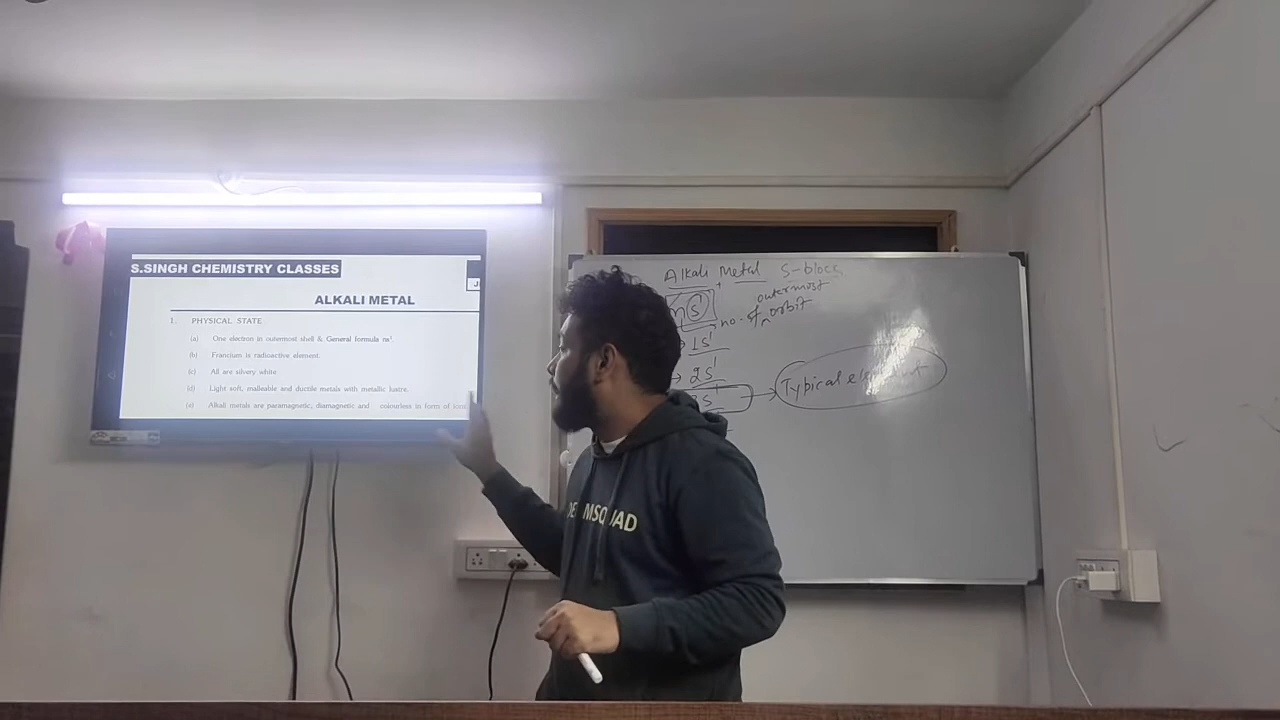 S.SINGH CHEMISTRY CLASSES
J
ALKALI METAL
1. PHYSICAL STATE
(a) One electron in outermost shell & General formula ns¹.
(b) Francium is radioactive element.
(c) All are silvery white
(d) Light soft, malleable and ductile metals with metallic lustre.
(e) Alkali metals are paramagnetic, diamagnetic and colourless in form of ions
Alkali Metal S-block
ns¹
no. of outermost orbit
1s¹
2s¹
3s¹ → Typical element